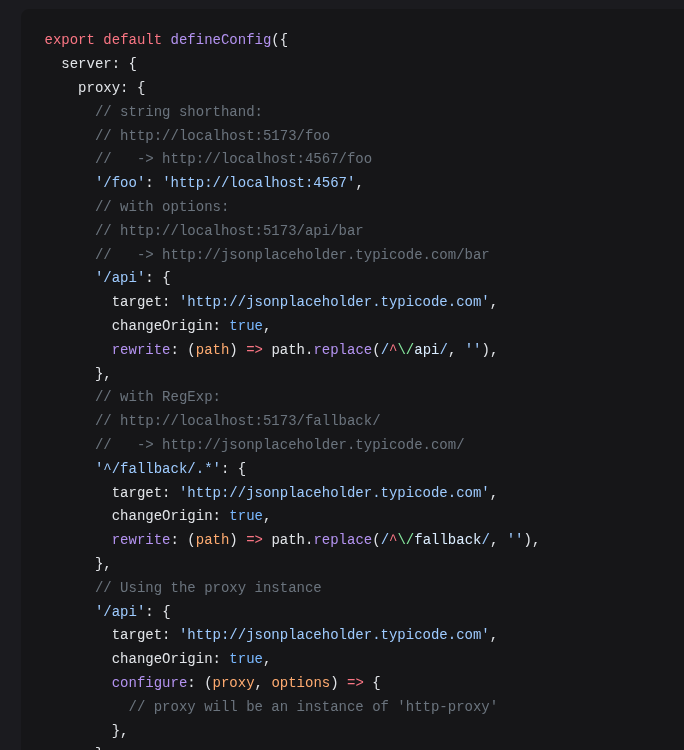 export default defineConfig({
  server: {
    proxy: {
      // string shorthand:
      // http://localhost:5173/foo
      //   -> http://localhost:4567/foo
      '/foo': 'http://localhost:4567',
      // with options:
      // http://localhost:5173/api/bar
      //   -> http://jsonplaceholder.typicode.com/bar
      '/api': {
        target: 'http://jsonplaceholder.typicode.com',
        changeOrigin: true,
        rewrite: (path) => path.replace(/^\/api/, ''),
      },
      // with RegExp:
      // http://localhost:5173/fallback/
      //   -> http://jsonplaceholder.typicode.com/
      '^/fallback/.*': {
        target: 'http://jsonplaceholder.typicode.com',
        changeOrigin: true,
        rewrite: (path) => path.replace(/^\/fallback/, ''),
      },
      // Using the proxy instance
      '/api': {
        target: 'http://jsonplaceholder.typicode.com',
        changeOrigin: true,
        configure: (proxy, options) => {
          // proxy will be an instance of 'http-proxy'
        },